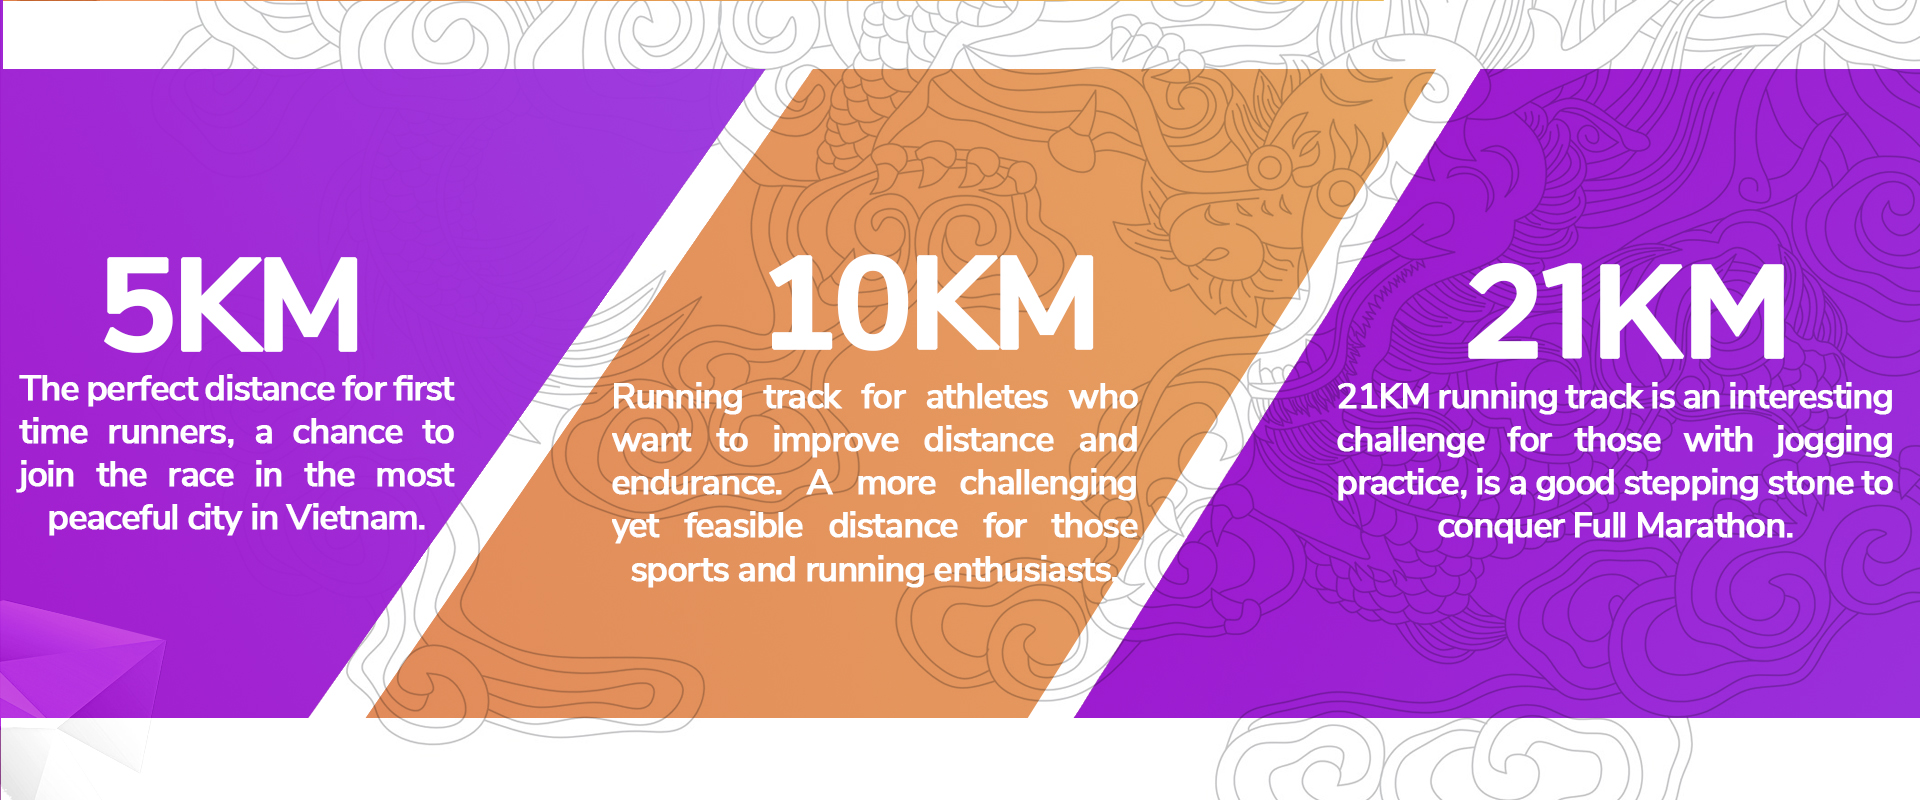 5KM
The perfect distance for first
time runners, a chance to
join the race in the most
peaceful city in Vietnam.
10KM
Running track for athletes who
want to improve distance and
endurance. A more challenging
yet feasible distance for those
sports and running enthusiasts.
21KM
21KM running track is an interesting
challenge for those with jogging
practice, is a good stepping stone to
conquer Full Marathon.